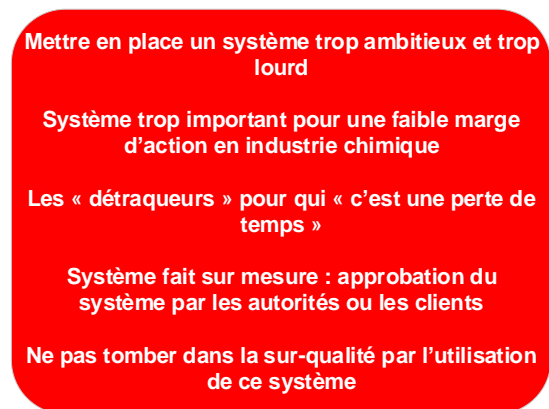 Mettre en place un système trop ambitieux et trop
lourd
Système trop important pour une faible marge
d'action en industrie chimique
Les « détraqueurs » pour qui « c'est une perte de
temps »
Système fait sur mesure : approbation du
système par les autorités ou les clients
Ne pas tomber dans la sur-qualité par l'utilisation
de ce système